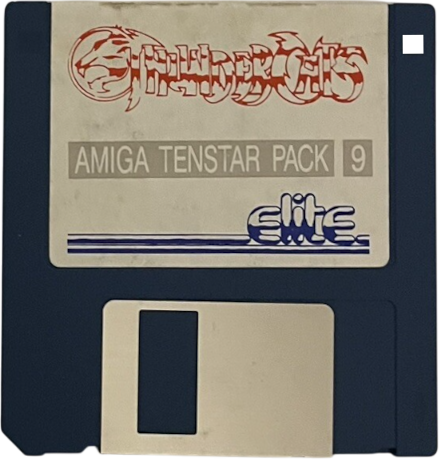 THUNDERCATS
AMIGA TENSTAR PACK 9
elite